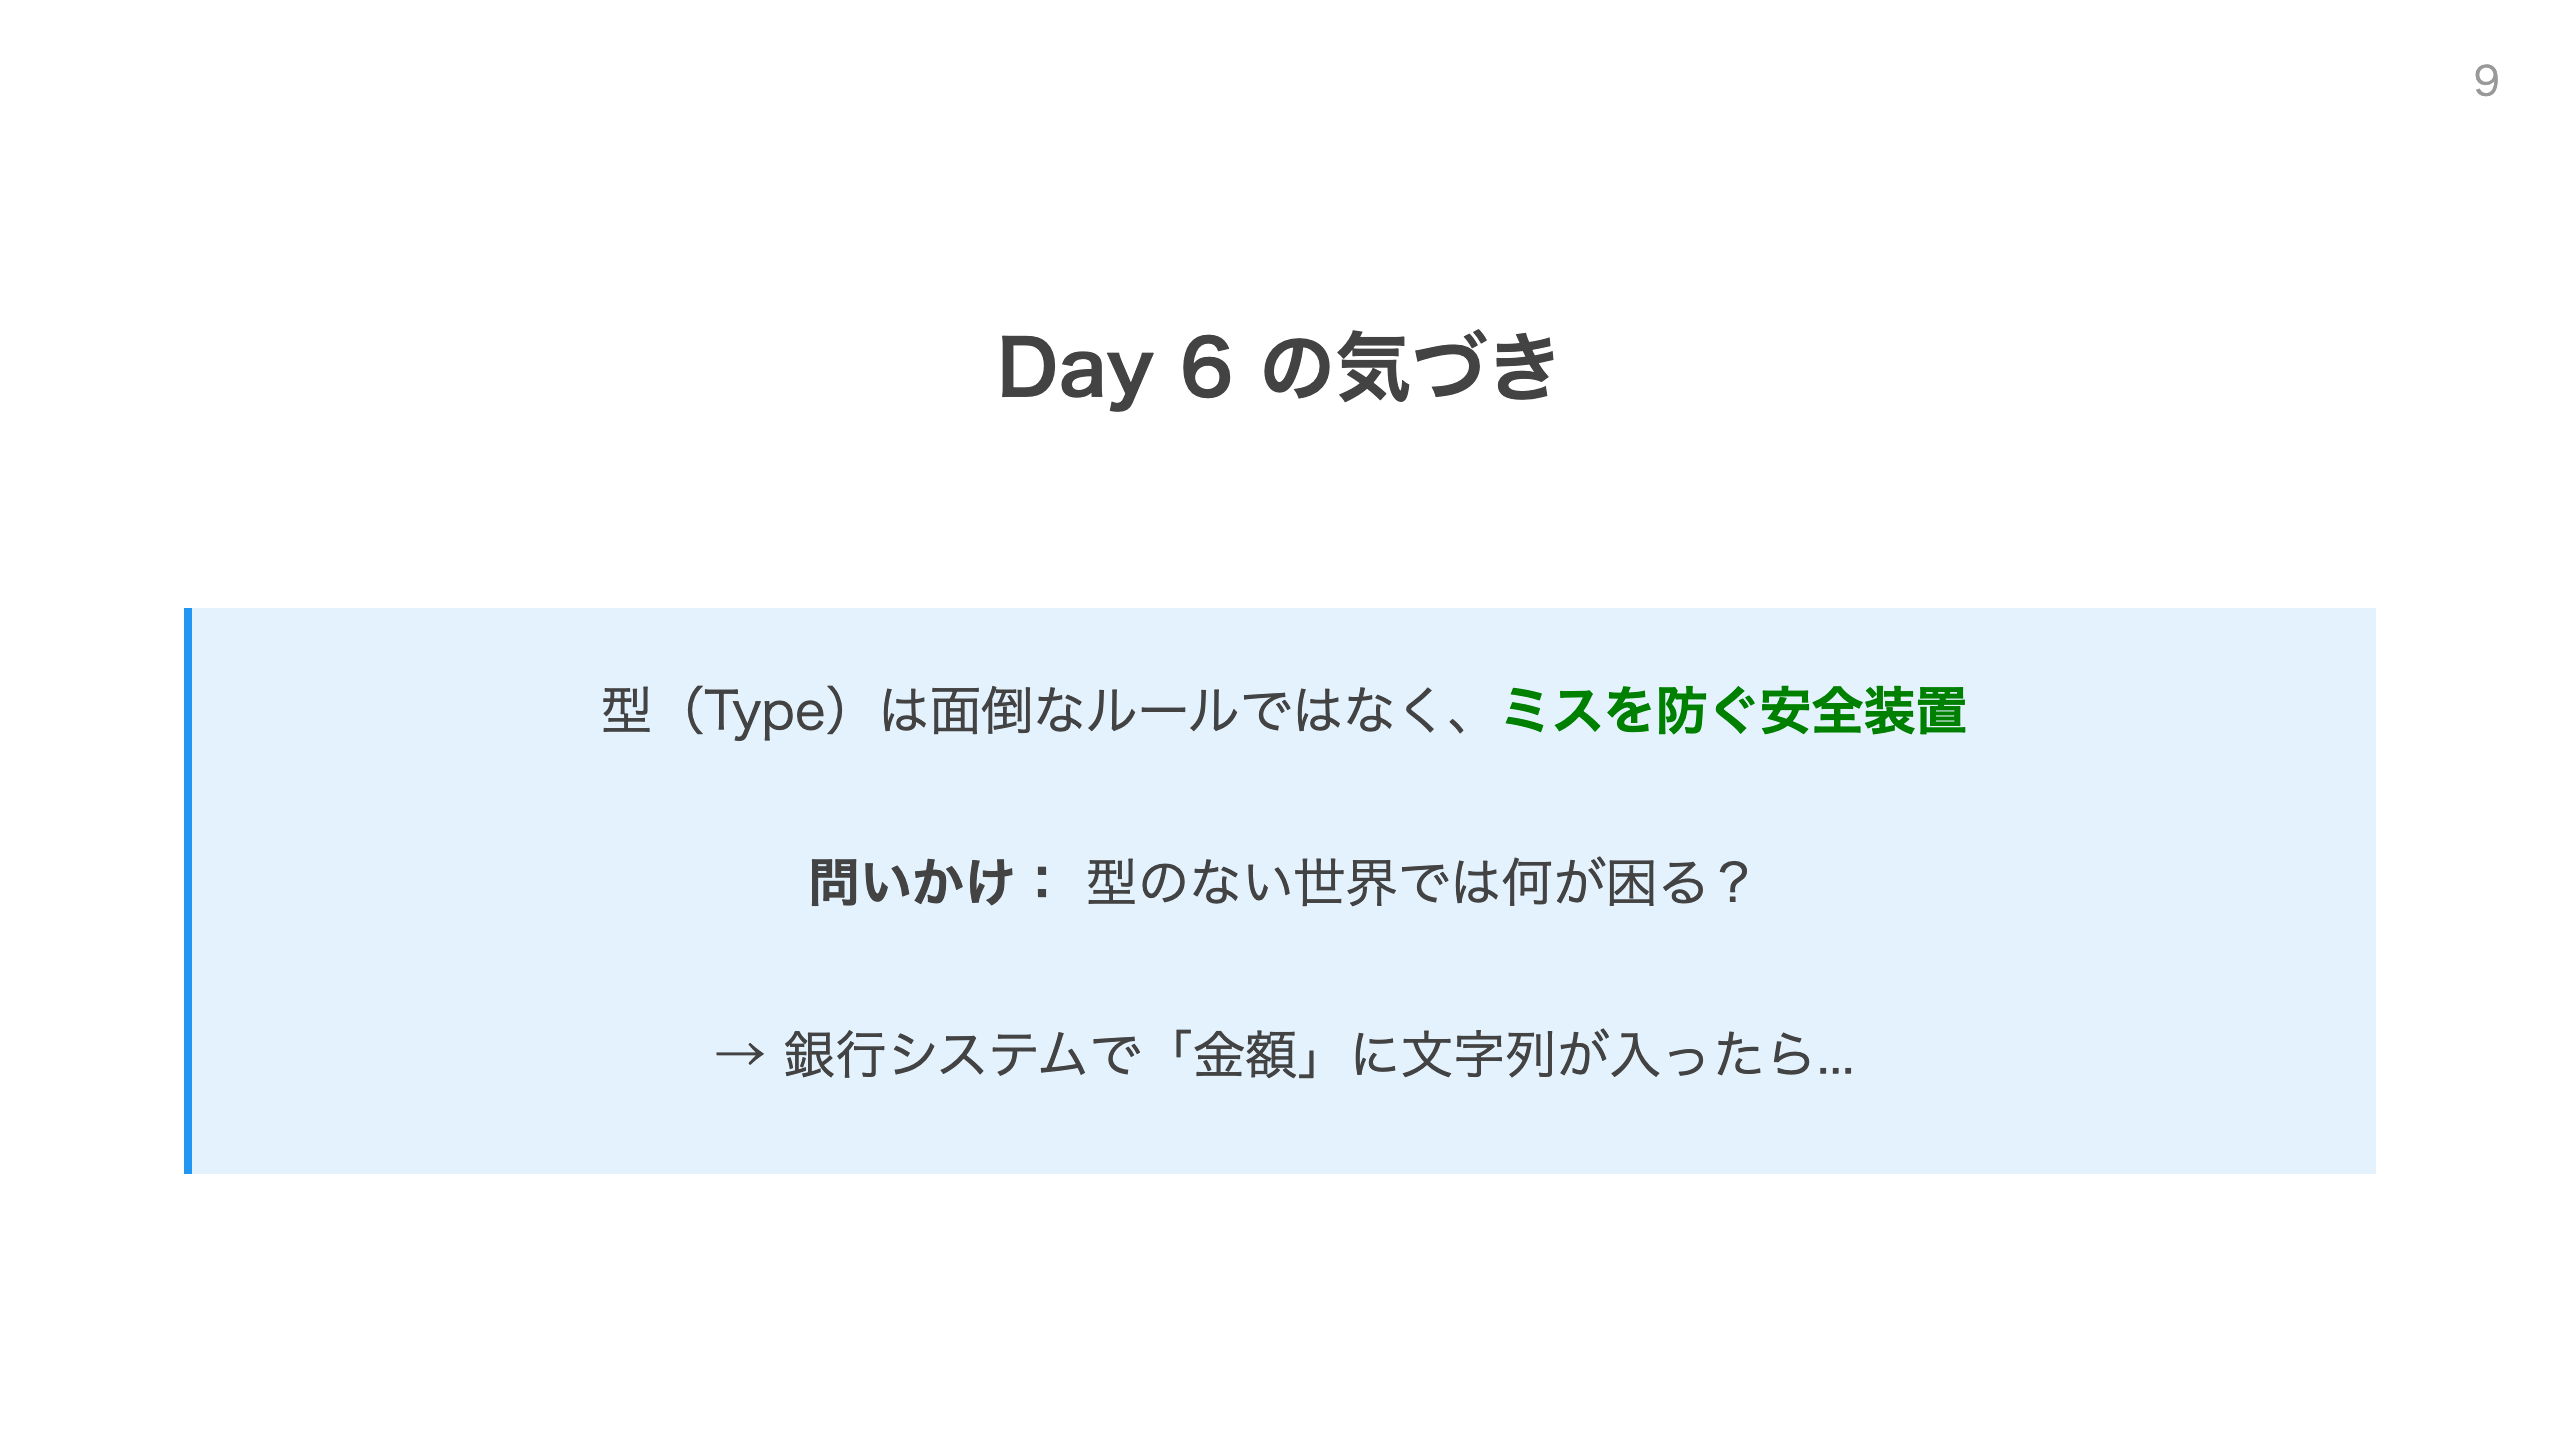 9
Day 6 の気づき
型（Type）は面倒なルールではなく、ミスを防ぐ安全装置
問いかけ： 型のない世界では何が困る？
→ 銀行システムで「金額」に文字列が入ったら...